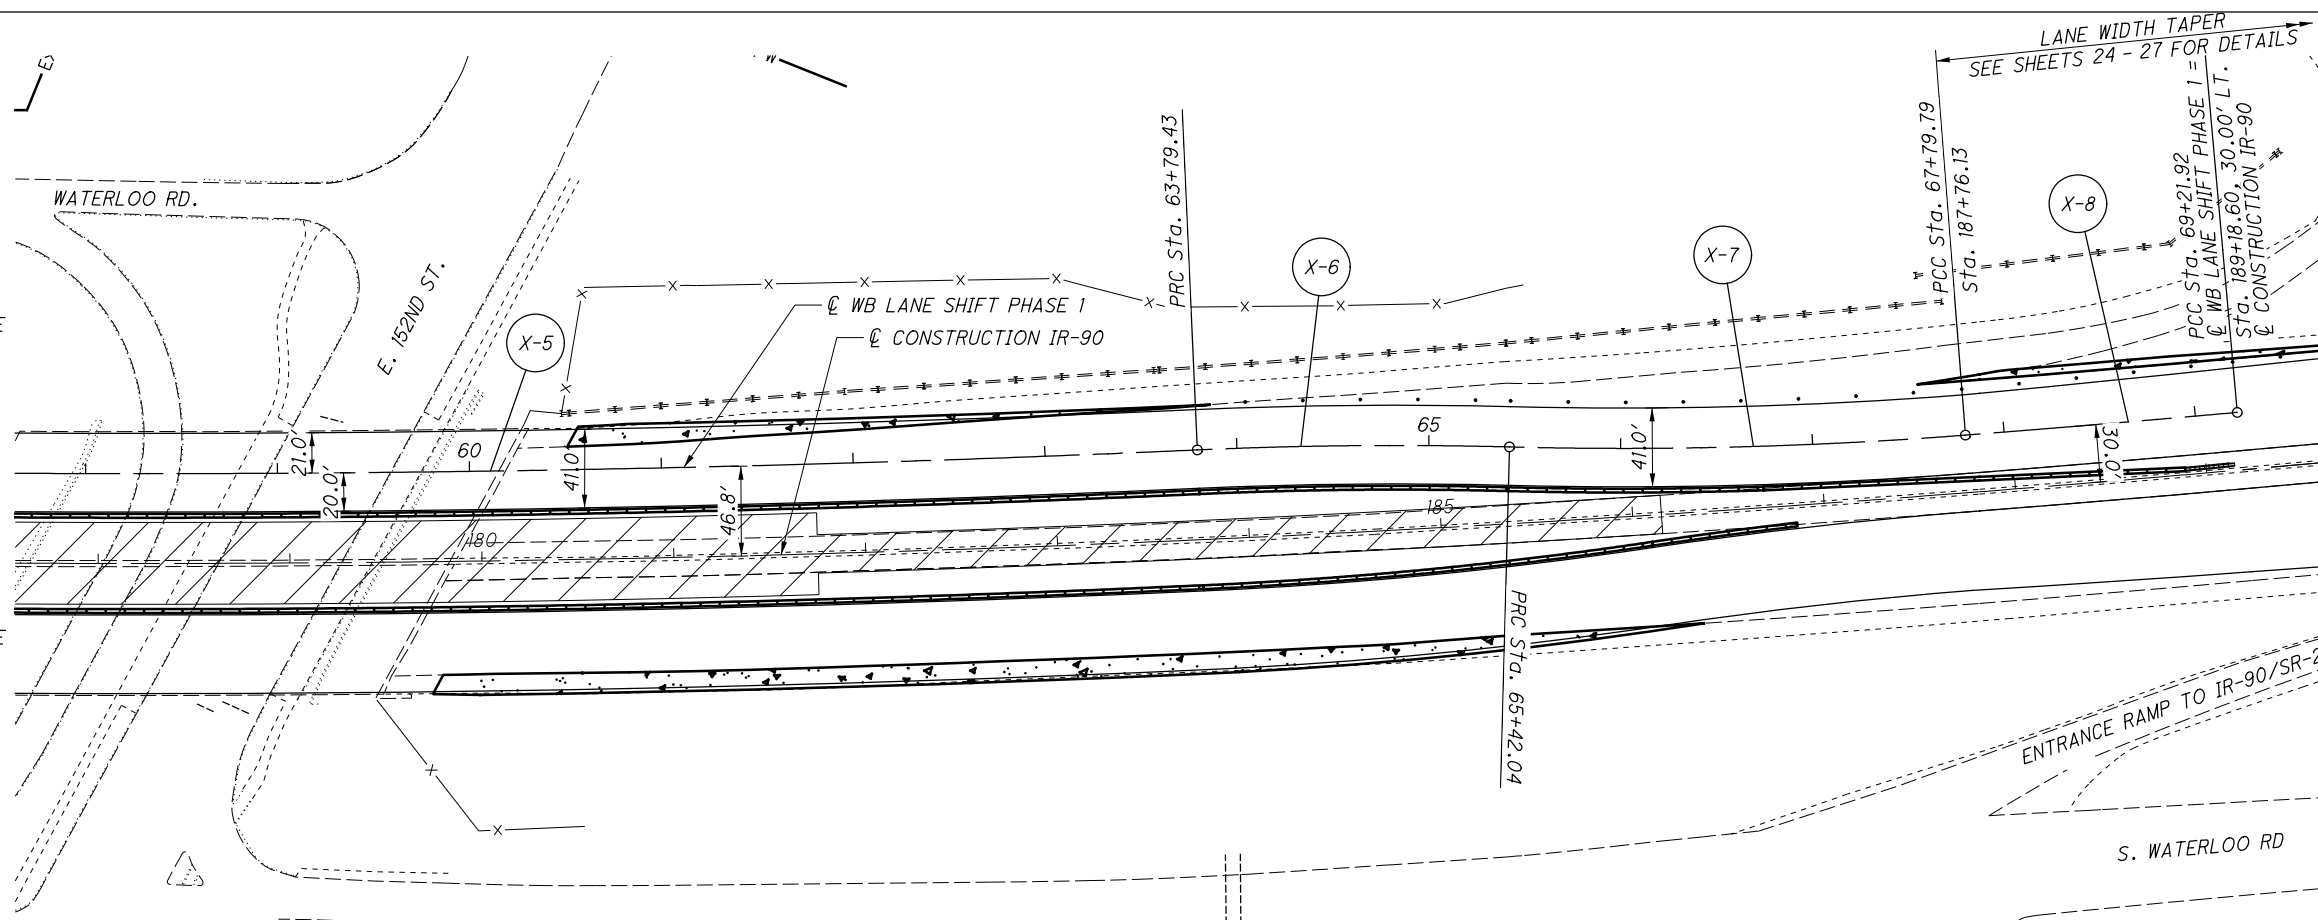 LANE WIDTH TAPER
SEE SHEETS 24 - 27 FOR DETAILS
WATERLOO RD.
E. 152ND ST.
X-5
℄ WB LANE SHIFT PHASE 1
℄ CONSTRUCTION IR-90
PRC Sta. 63+79.43
X-6
X-7
PCC Sta. 67+79.79
Sta. 187+76.13
X-8
PCC Sta. 69+21.92
℄ WB LANE SHIFT PHASE 1 =
Sta. 189+18.60, 30.00' LT.
℄ CONSTRUCTION IR-90
60
65
21.0'
20.0'
41.0'
46.8'
41.0'
30.0'
180
185
PRC Sta. 65+42.04
ENTRANCE RAMP TO IR-90/SR-2
S. WATERLOO RD